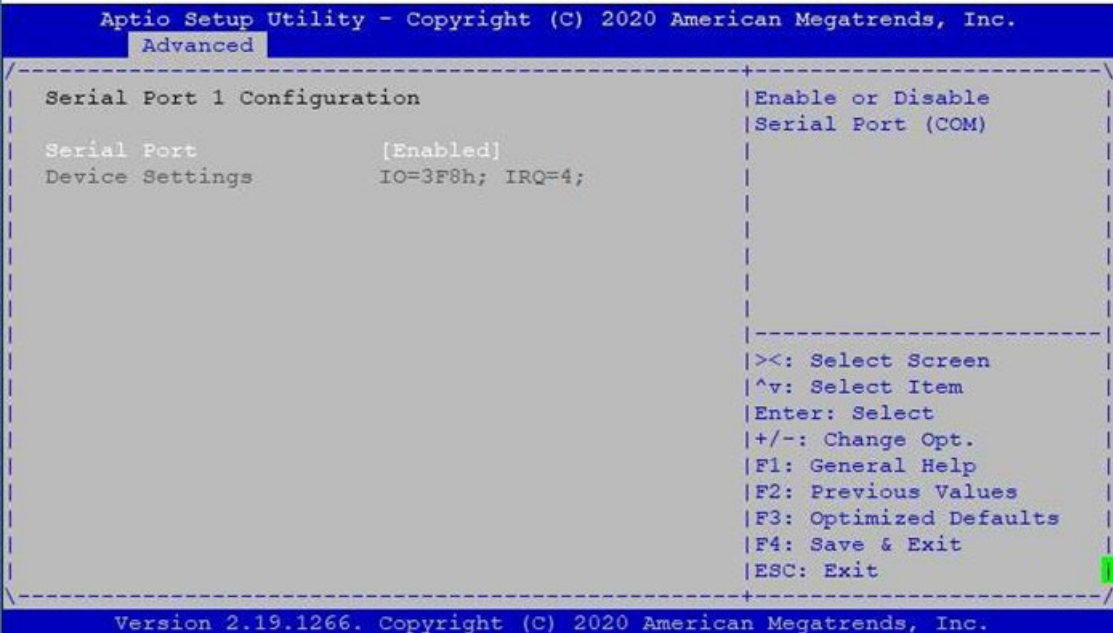 Aptio Setup Utility - Copyright (C) 2020 American Megatrends, Inc.
Advanced
Serial Port 1 Configuration
Serial Port [Enabled]
Device Settings IO=3F8h; IRQ=4;
Enable or Disable
Serial Port (COM)
><: Select Screen
^v: Select Item
Enter: Select
+/-: Change Opt.
F1: General Help
F2: Previous Values
F3: Optimized Defaults
F4: Save & Exit
ESC: Exit
Version 2.19.1266. Copyright (C) 2020 American Megatrends, Inc.